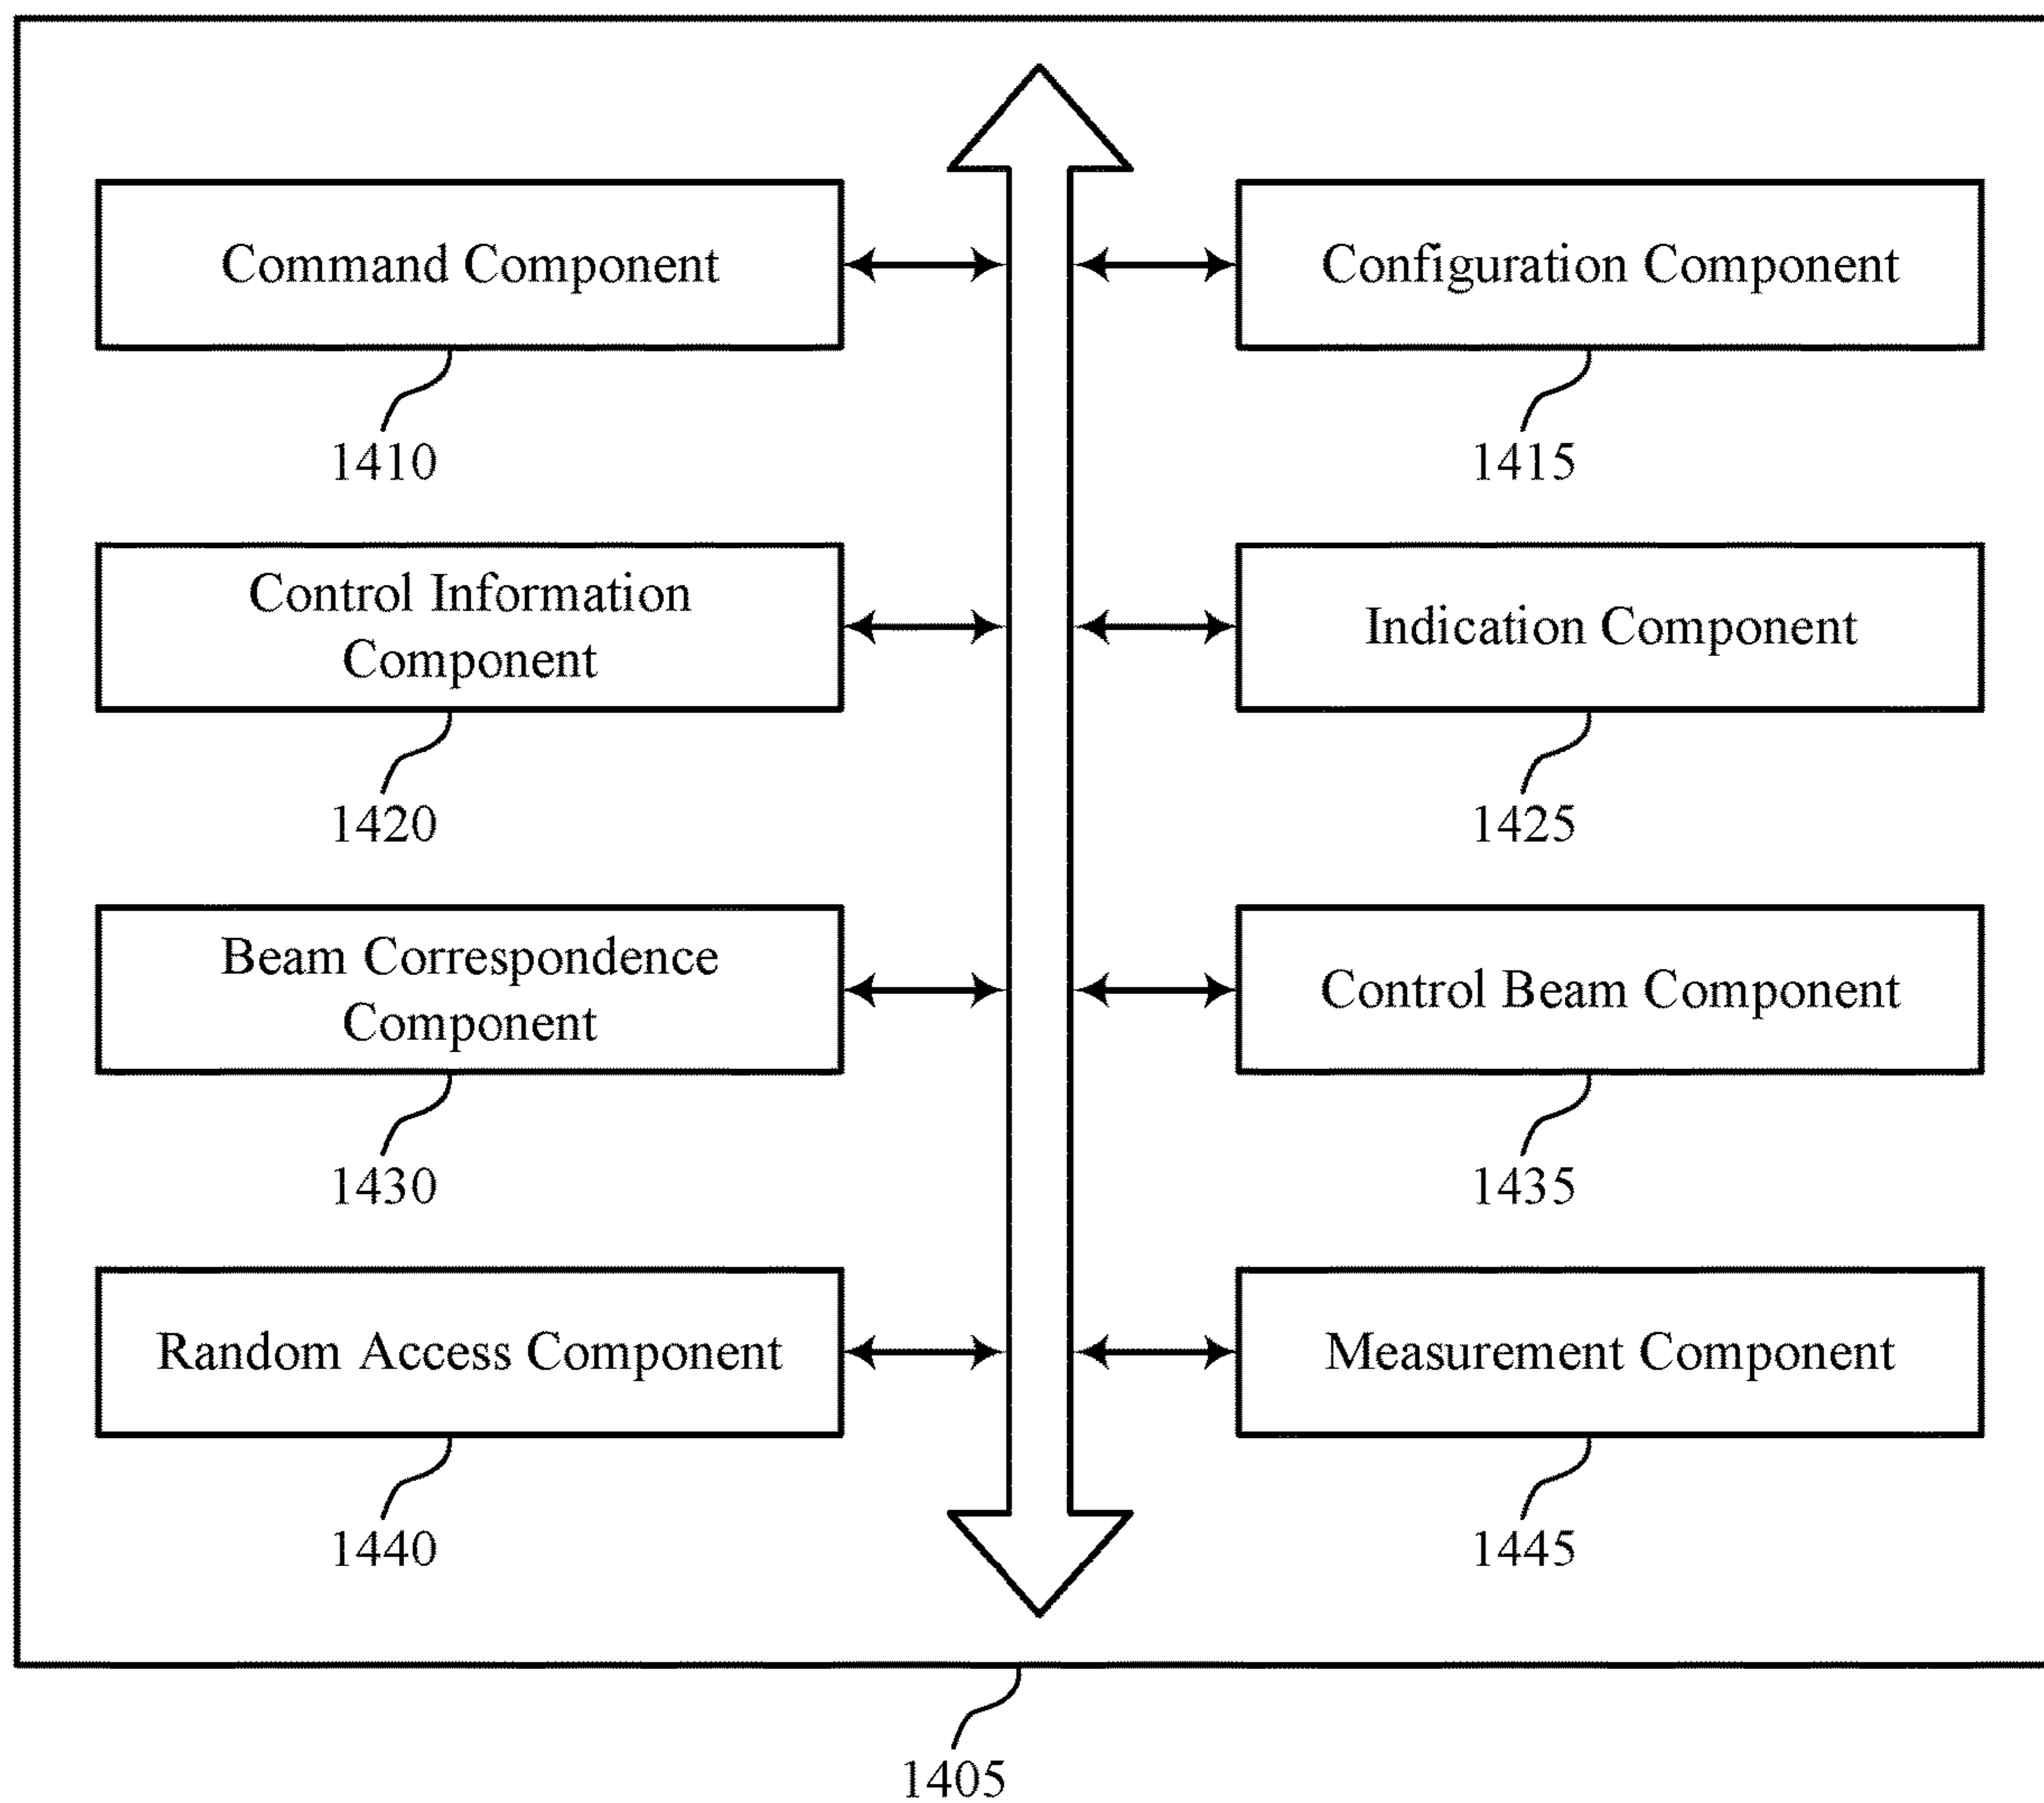 Command Component
1410
Configuration Component
1415
Control Information
Component
1420
Indication Component
1425
Beam Correspondence
Component
1430
Control Beam Component
1435
Random Access Component
1440
Measurement Component
1445
1405